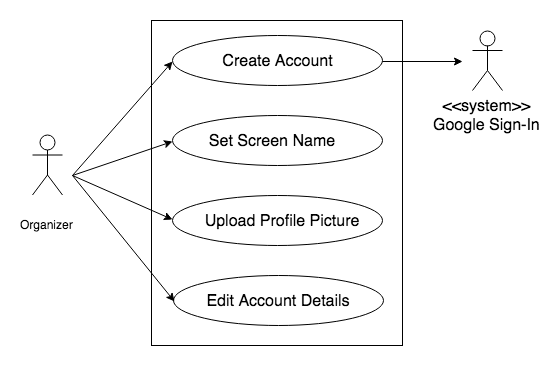 Create Account
<<system>>
Google Sign-In
Set Screen Name
Organizer
Upload Profile Picture
Edit Account Details